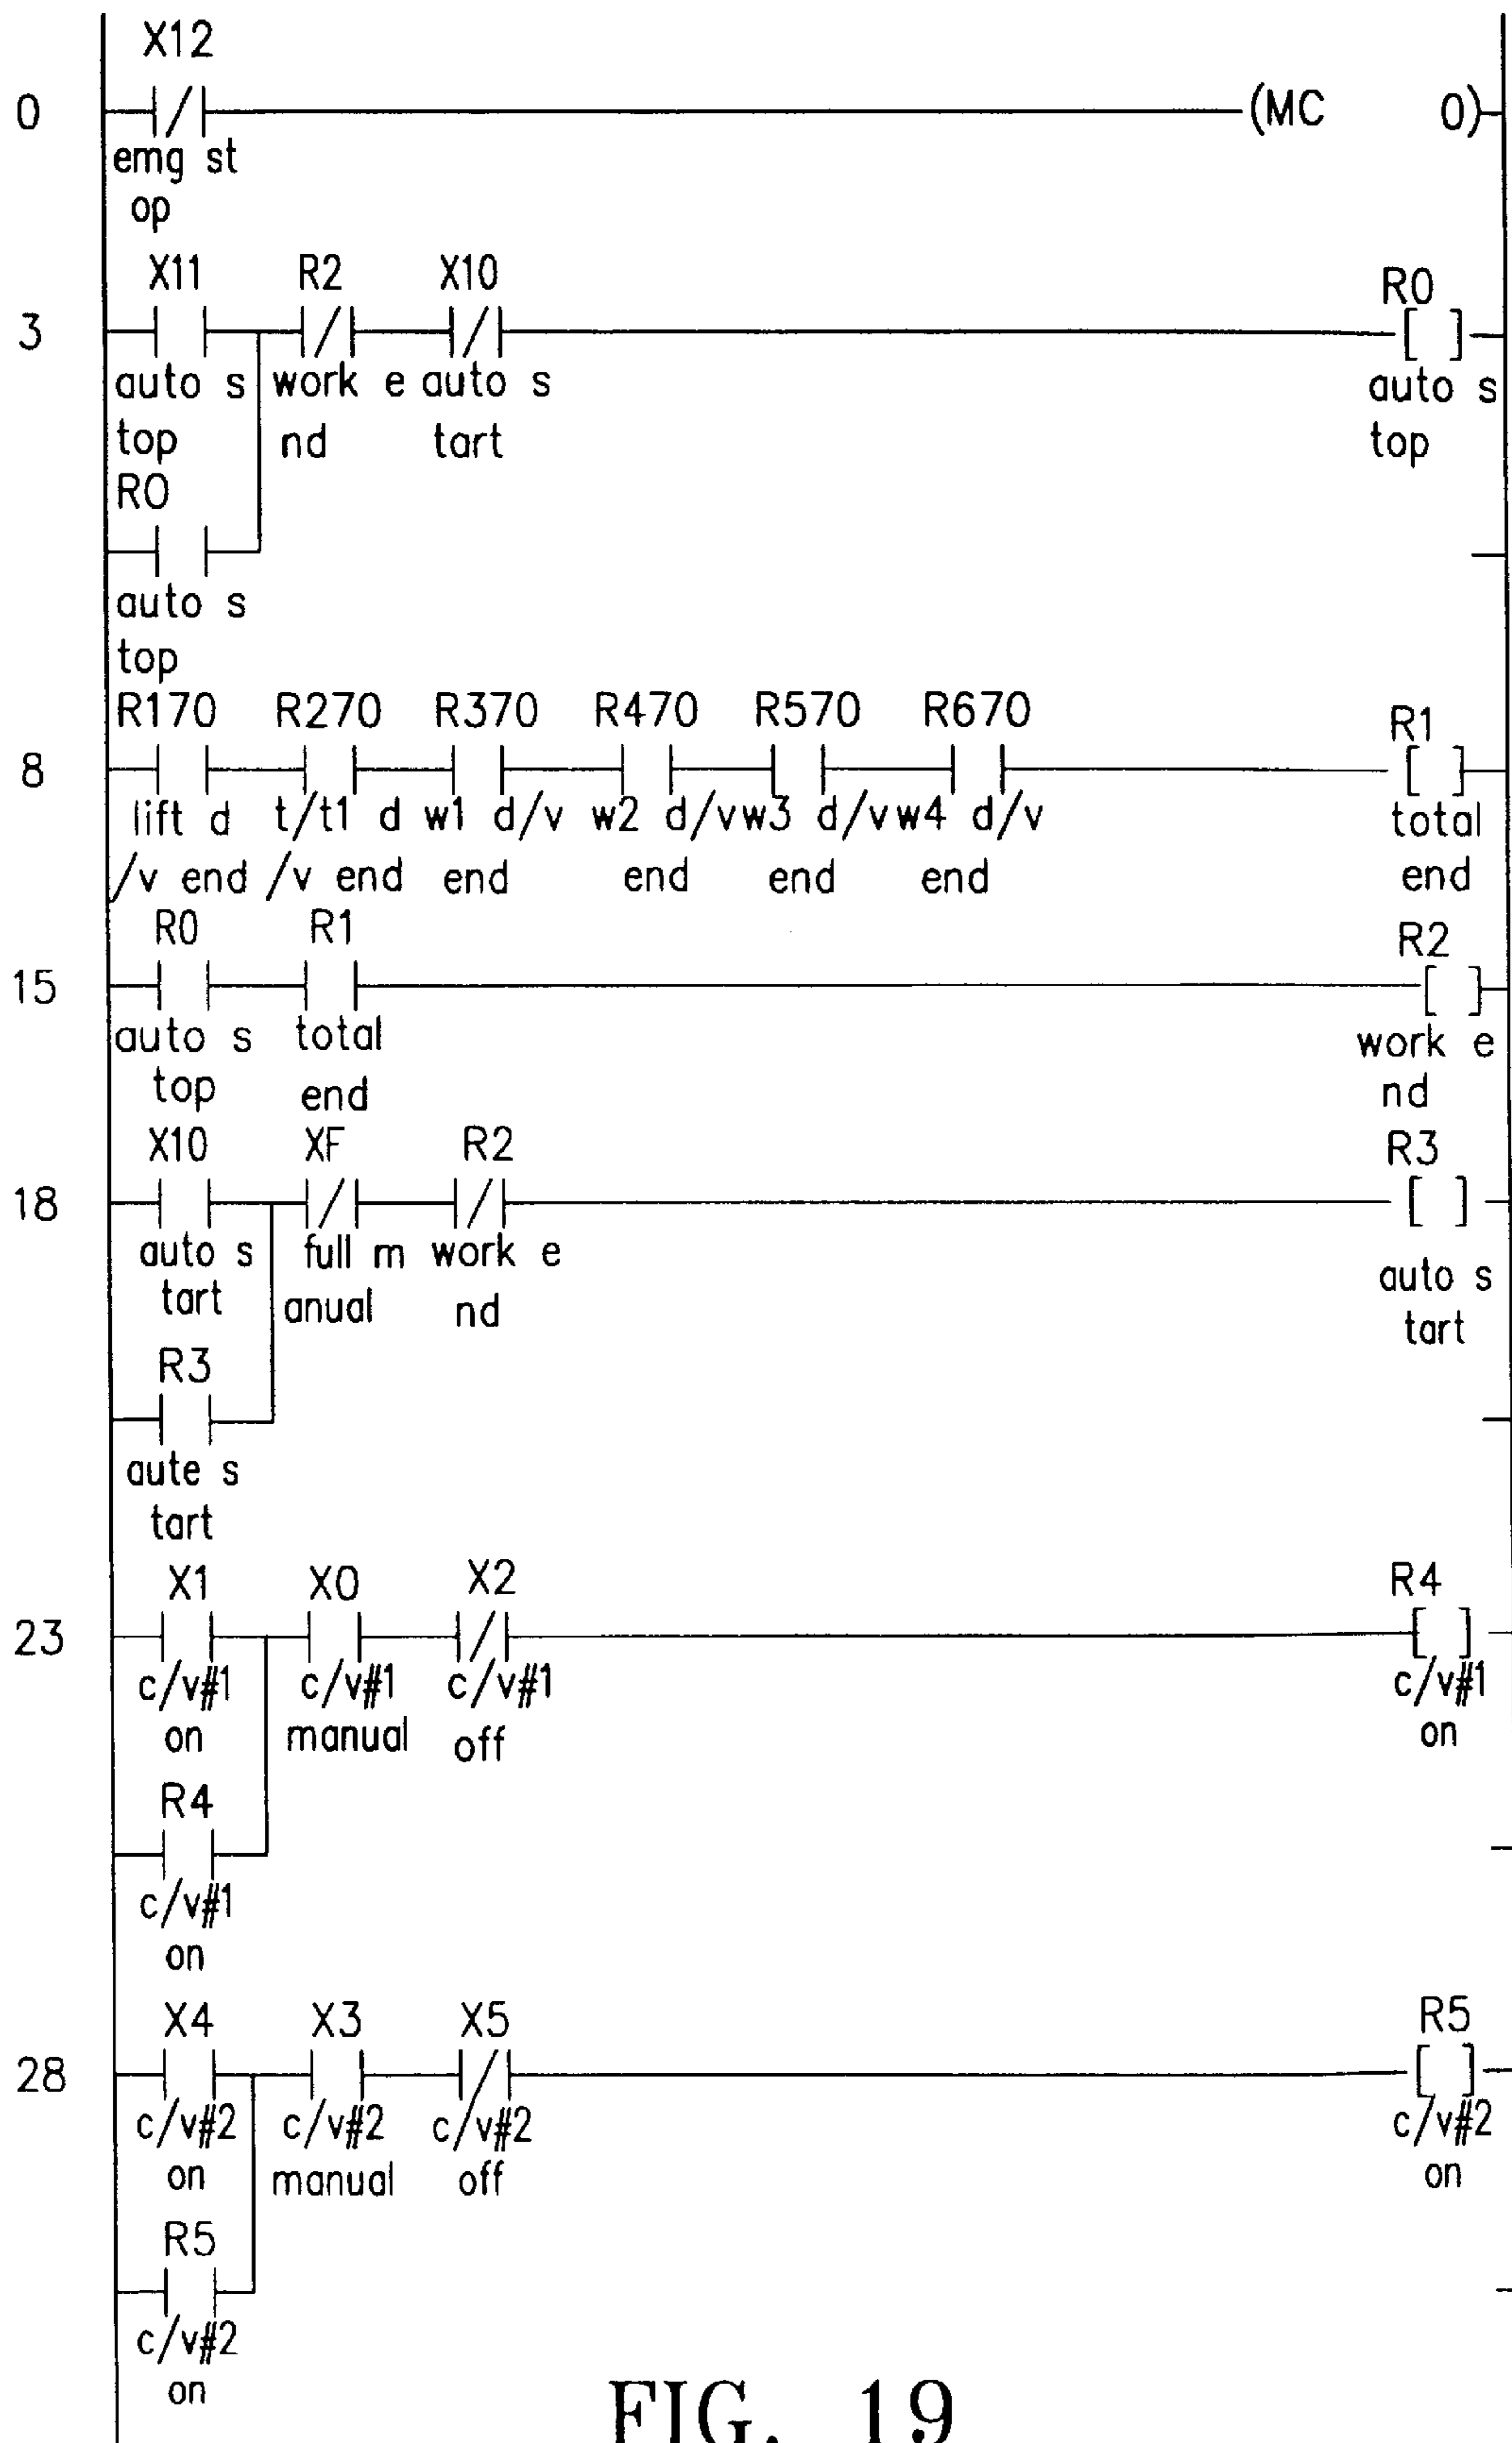 X12
0 (MC 0)
emg st
op
X11 R2 X10 R0
3
auto s work e auto s auto s
top nd tart top
R0
auto s
top
R170 R270 R370 R470 R570 R670 R1
8
lift d t/t1 d w1 d/v w2 d/v w3 d/v w4 d/v total
/v end /v end end end end end end
R0 R1 R2
15
auto s total work e
top end nd
X10 XF R2 R3
18
auto s full m work e auto s
tart anual nd tart
R3
aute s
tart
X1 X0 X2 R4
23
c/v#1 c/v#1 c/v#1 c/v#1
on manual off on
R4
c/v#1
on
X4 X3 X5 R5
28
c/v#2 c/v#2 c/v#2 c/v#2
on manual off on
R5
c/v#2
on
FIG. 19